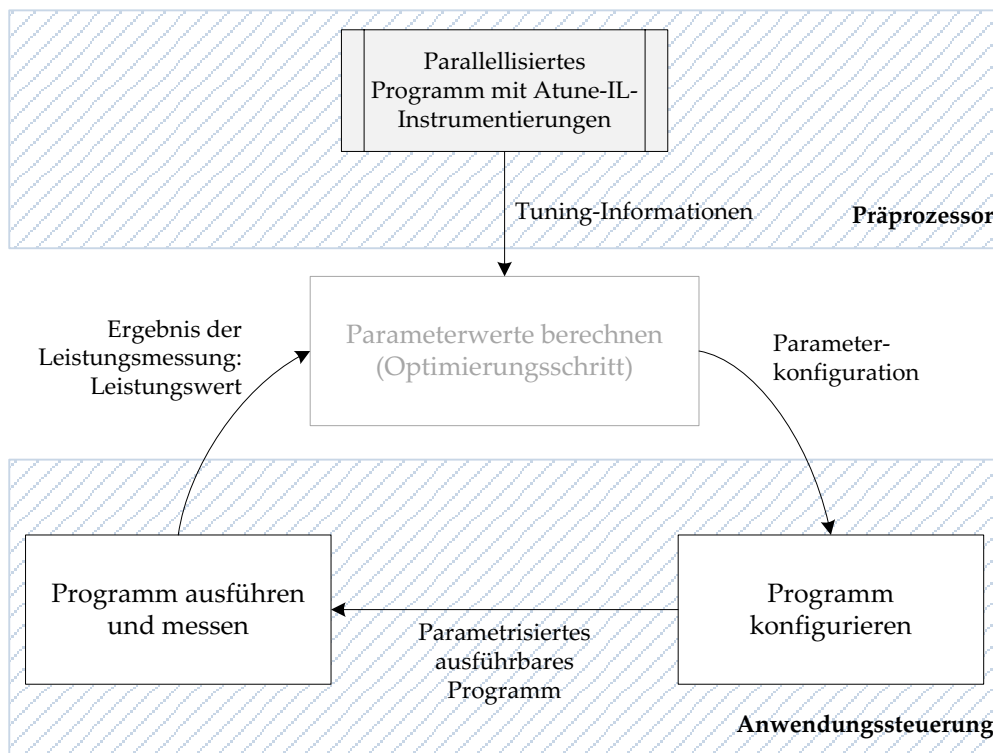 Parallellisiertes
Programm mit Atune-IL-
Instrumentierungen
Tuning-Informationen
Präprozessor
Parameterwerte berechnen
(Optimierungsschritt)
Ergebnis der
Leistungsmessung:
Leistungswert
Parameter-
konfiguration
Programm ausführen
und messen
Parametrisiertes
ausführbares
Programm
Programm
konfigurieren
Anwendungssteuerung